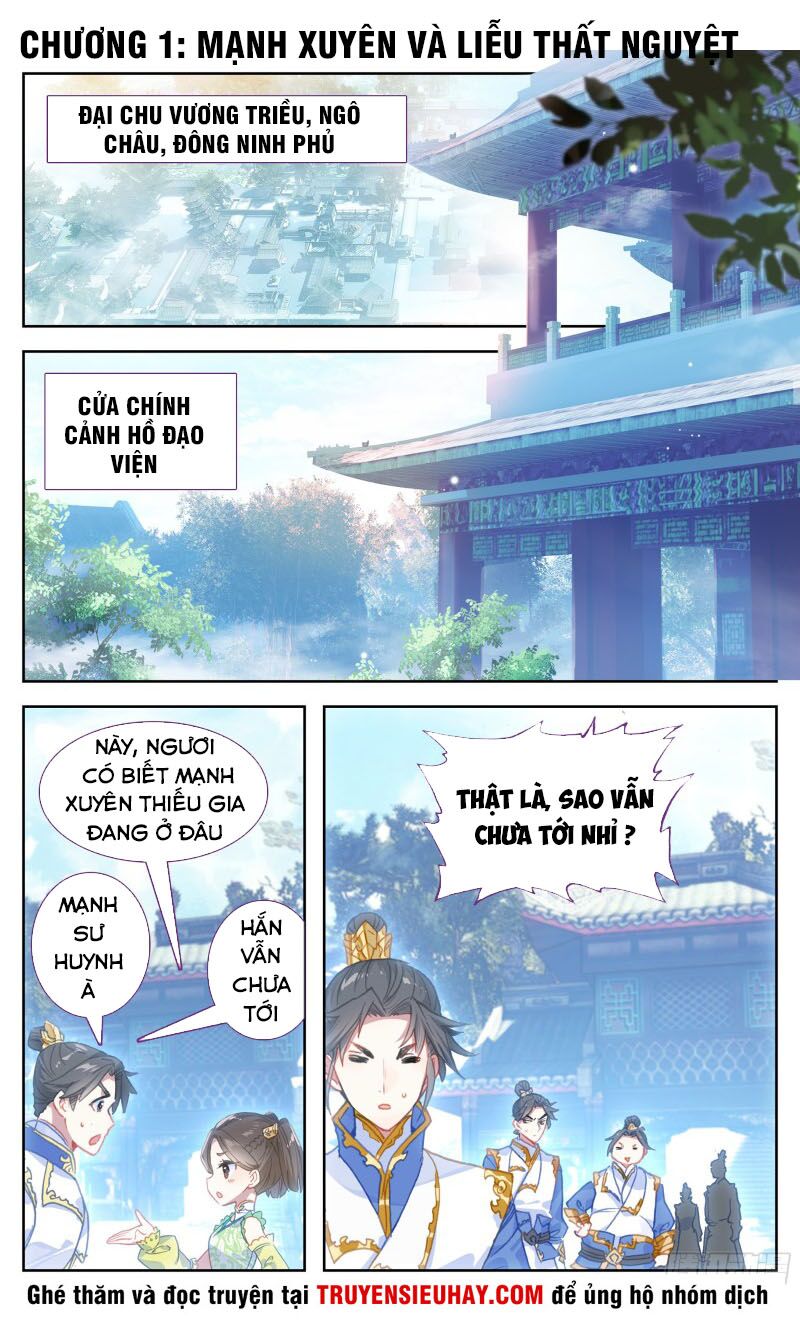 CHƯƠNG 1: MẠNH XUYÊN VÀ LIỄU THẤT NGUYỆT
ĐẠI CHU VƯƠNG TRIỀU, NGÔ
CHÂU, ĐÔNG NINH PHỦ
CỬA CHÍNH
CẢNH HỒ ĐẠO
VIỆN
NÀY, NGƯƠI
CÓ BIẾT MẠNH
XUYÊN THIẾU GIA
ĐANG Ở ĐÂU
MẠNH
SƯ
HUYNH
À
HẮN
VẪN
CHƯA
TỚI
THẬT LÀ, SAO VẪN
CHƯA TỚI NHỈ ?
Ghé thăm và đọc truyện tại TRUYENSIEUHAY.COM để ủng hộ nhóm dịch